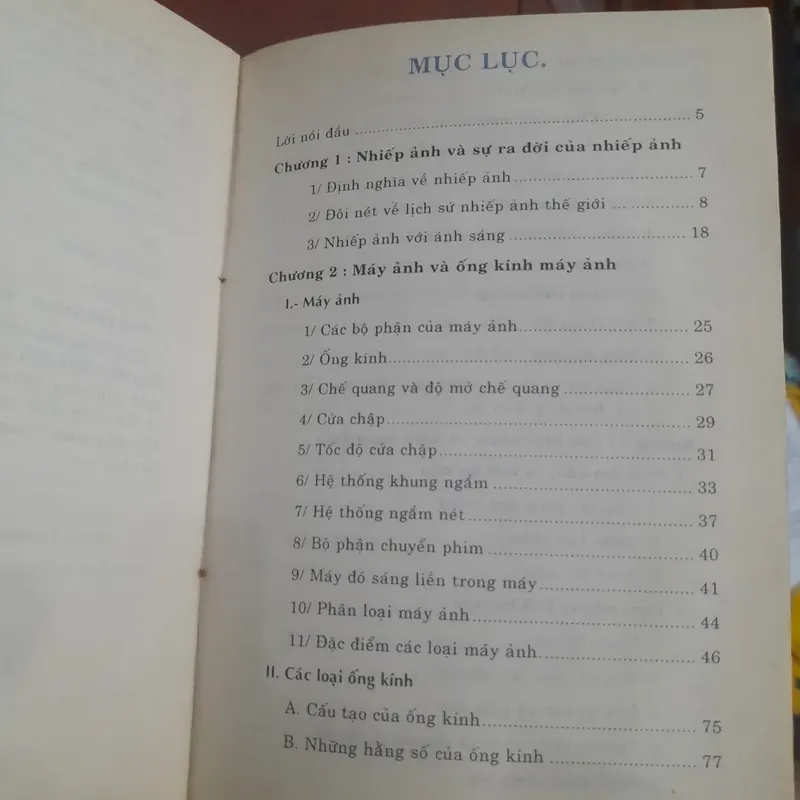 MỤC LỤC.
Lời nói đầu ........................................ 5
Chương 1 : Nhiếp ảnh và sự ra đời của nhiếp ảnh
1/ Định nghĩa về nhiếp ảnh ........................ 7
2/ Đôi nét về lịch sử nhiếp ảnh thế giới ... ............ 8
3/ Nhiếp ảnh với ánh sáng ........................ 18
Chương 2 : Máy ảnh và ống kính máy ảnh
I.- Máy ảnh
1/ Các bộ phận của máy ảnh ........................ 25
2/ Ống kính ........................ 26
3/ Chế quang và độ mở chế quang ........................ 27
4/ Cửa chập ........................ 29
5/ Tốc độ cửa chập ........................ 31
6/ Hệ thống khung ngắm ........................ 33
7/ Hệ thống ngắm nét ........................ 37
8/ Bộ phận chuyển phim ........................ 40
9/ Máy đó sáng liền trong máy ........................ 41
10/ Phân loại máy ảnh ........................ 44
11/ Đặc điểm các loại máy ảnh ........................ 46
II. Các loại ống kính
A. Cấu tạo của ống kính ........................ 75
B. Những hằng số của ống kính ........................ 77